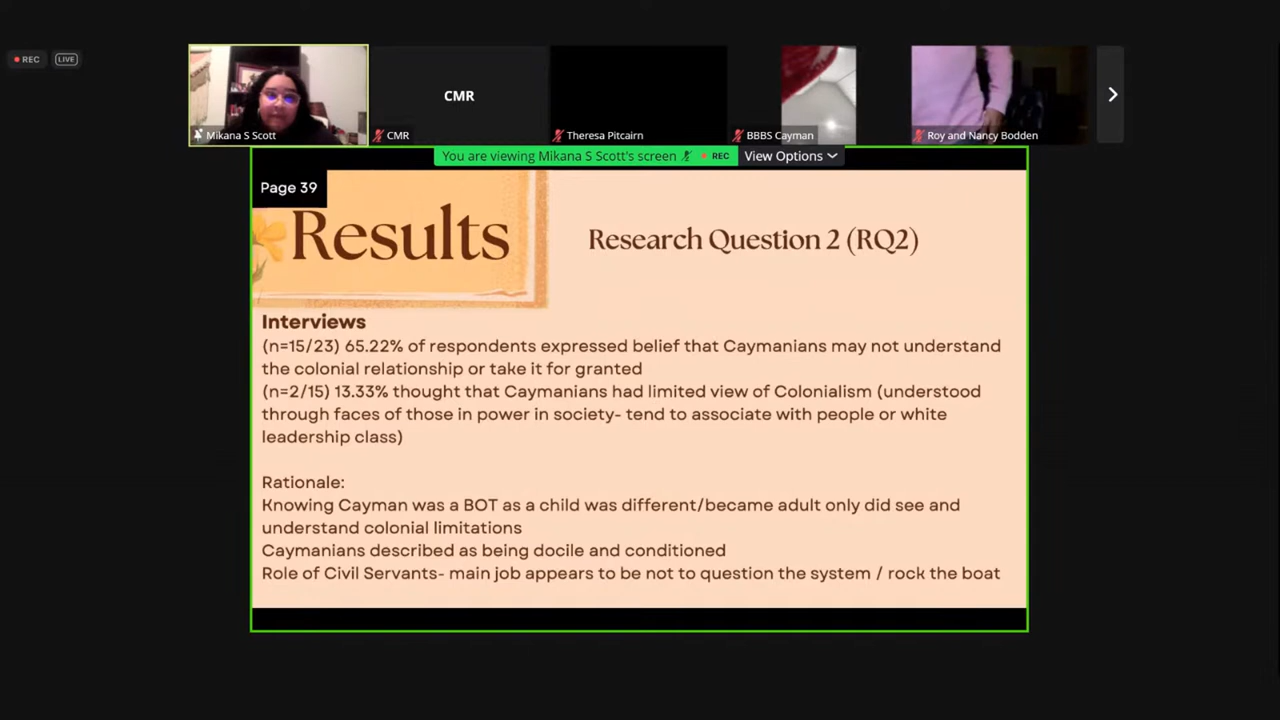 REC
LIVE
Mikana S Scott
CMR
CMR
Theresa Pitcairn
BBBS Cayman
Roy and Nancy Bodden
You are viewing Mikana S Scott's screen
REC
View Options
Page 39
Results
Research Question 2 (RQ2)
Interviews
(n=15/23) 65.22% of respondents expressed belief that Caymanians may not understand
the colonial relationship or take it for granted
(n=2/15) 13.33% thought that Caymanians had limited view of Colonialism (understood
through faces of those in power in society- tend to associate with people or white
leadership class)
Rationale:
Knowing Cayman was a BOT as a child was different/became adult only did see and
understand colonial limitations
Caymanians described as being docile and conditioned
Role of Civil Servants- main job appears to be not to question the system / rock the boat